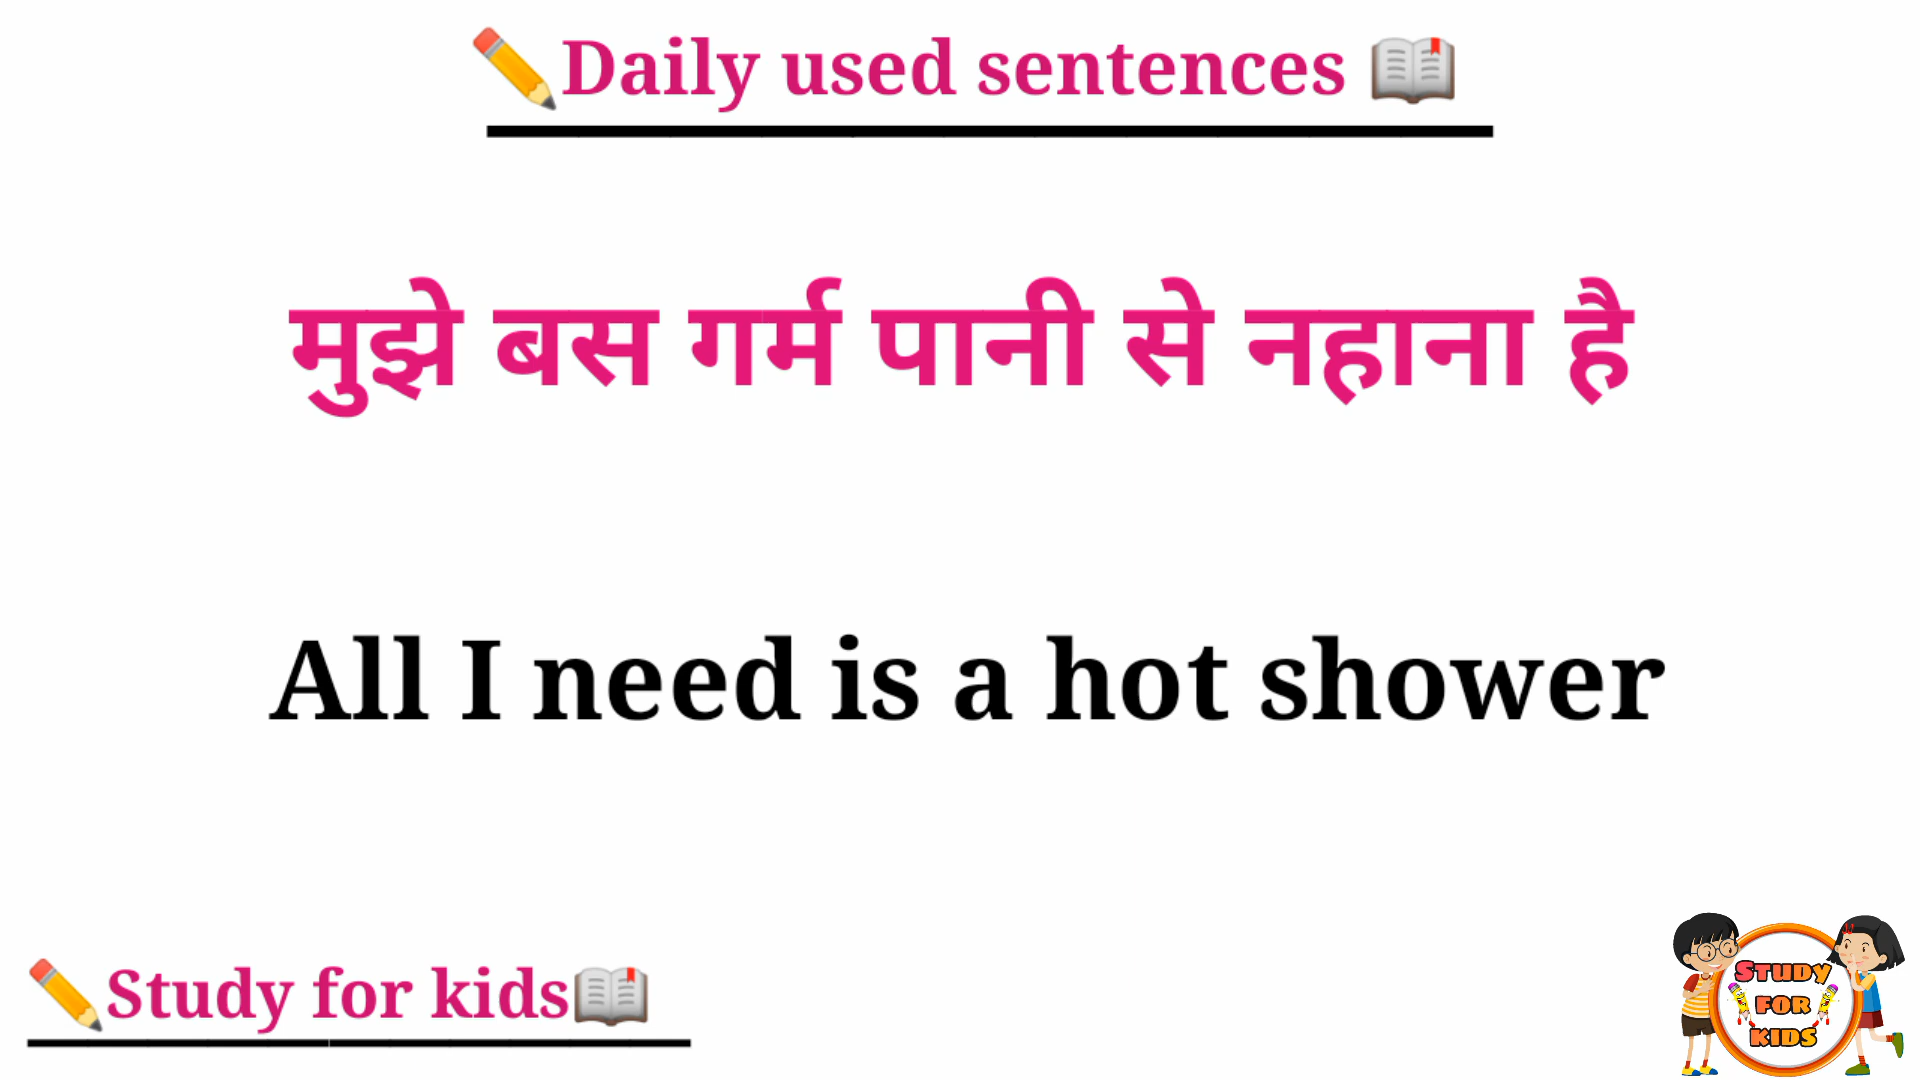 ✏️Daily used sentences 📖
मुझे बस गर्म पानी से नहाना है
All I need is a hot shower
✏️Study for kids📖
STUDY
FOR
KIDS